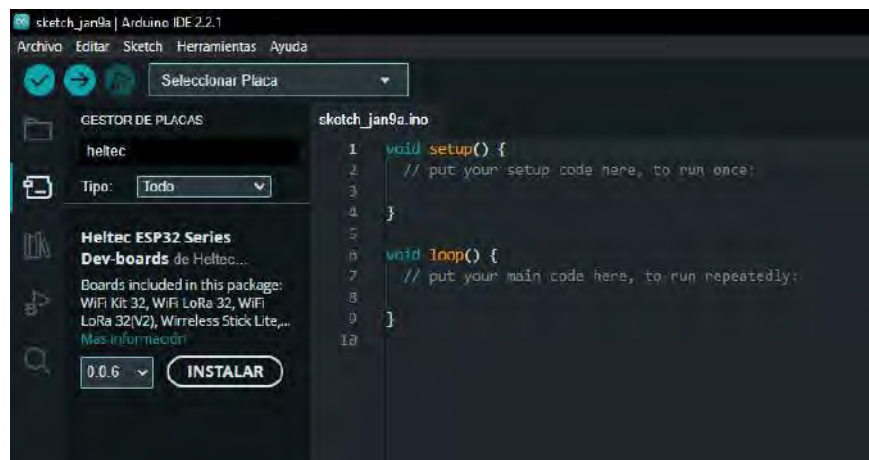 sketch_jan9a | Arduino IDE 2.2.1
Archivo Editar Sketch Herramientas Ayuda
Seleccionar Placa
GESTOR DE PLACAS
heltec
Tipo: Todo
Heltec ESP32 Series
Dev-boards de Heltec...
Boards included in this package:
WiFi Kit 32, WiFi LoRa 32, WiFi
LoRa 32(V2), Wirreless Stick Lite,...
Más información
0.0.6 INSTALAR
sketch_jan9a.ino
1 void setup() {
2 // put your setup code here, to run once:
3
4 }
5
6 void loop() {
7 // put your main code here, to run repeatedly:
8
9 }
10